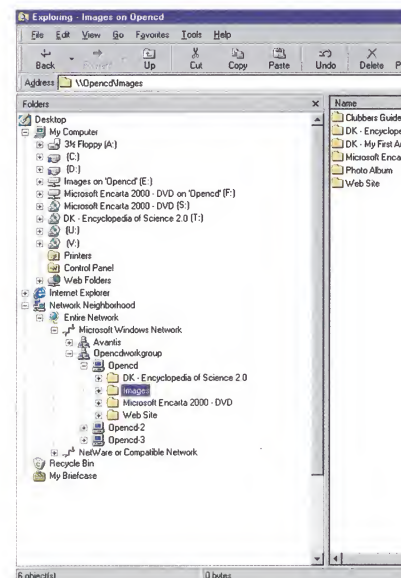 Exploring - Images on Opencd
File Edit View Go Favorites Tools Help
Back Forward Up Cut Copy Paste Undo Delete P
Address \\Opencd\Images
Folders
Desktop
My Computer
3½ Floppy (A:)
(C:)
(D:)
Images on 'Opencd' (E:)
Microsoft Encarta 2000 - DVD on 'Opencd' (F:)
Microsoft Encarta 2000 - DVD (S:)
DK - Encyclopedia of Science 2.0 (T:)
(U:)
(V:)
Printers
Control Panel
Web Folders
Internet Explorer
Network Neighborhood
Entire Network
Microsoft Windows Network
Avantis
Opencdworkgroup
Opencd
DK - Encyclopedia of Science 2.0
Images
Microsoft Encarta 2000 - DVD
Web Site
Opencd-2
Opencd-3
NetWare or Compatible Network
Recycle Bin
My Briefcase
Name
Clubbers Guide
DK - Encyclope
DK - My First A
Microsoft Enca
Photo Album
Web Site
6 object(s) 0 bytes